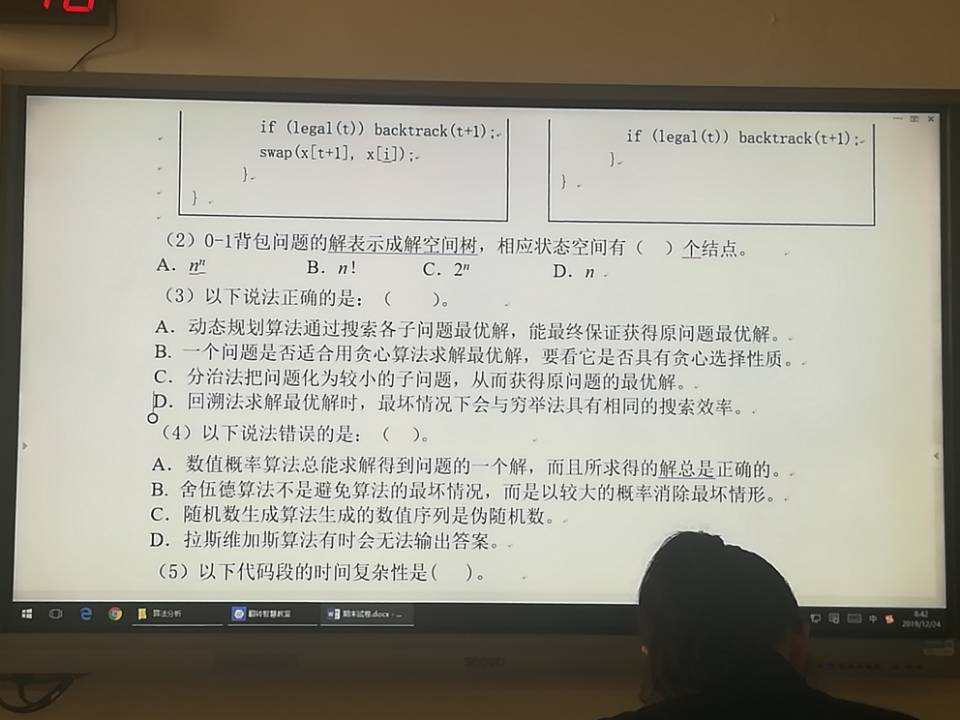 if (legal(t)) backtrack(t+1);
swap(x[t+1], x[i]);
}
}
if (legal(t)) backtrack(t+1);
}
}
（2）0-1背包问题的解表示成解空间树，相应状态空间有（ ）个结点。
A. nⁿ B. n! C. 2ⁿ D. n
（3）以下说法正确的是：（ ）。
A. 动态规划算法通过搜索各子问题最优解，能最终保证获得原问题最优解。
B. 一个问题是否适合用贪心算法求解最优解，要看它是否具有贪心选择性质。
C. 分治法把问题化为较小的子问题，从而获得原问题的最优解。
D. 回溯法求解最优解时，最坏情况下会与穷举法具有相同的搜索效率。
（4）以下说法错误的是：（ ）。
A. 数值概率算法总能求解得到问题的一个解，而且所求得的解总是正确的。
B. 舍伍德算法不是避免算法的最坏情况，而是以较大的概率消除最坏情形。
C. 随机数生成算法生成的数值序列是伪随机数。
D. 拉斯维加斯算法有时会无法输出答案。
（5）以下代码段的时间复杂性是( )。
算法分析 翻转智慧教室 期末试卷.docx - ... 中 8:42
2019/12/24